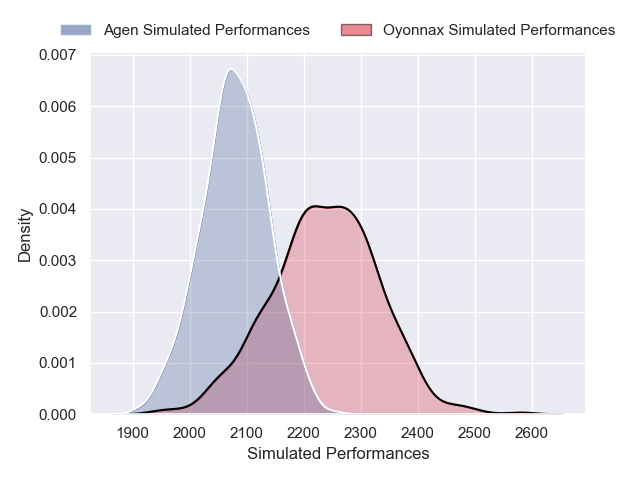 Agen Simulated Performances Oyonnax Simulated Performances
0.007
0.006
0.005
0.004
0.003
0.002
0.001
0.000
Density
1900 2000 2100 2200 2300 2400 2500 2600
Simulated Performances